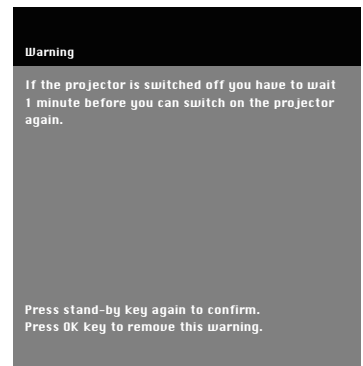 Warning
If the projector is switched off you have to wait
1 minute before you can switch on the projector
again.
Press stand-by key again to confirm.
Press OK key to remove this warning.